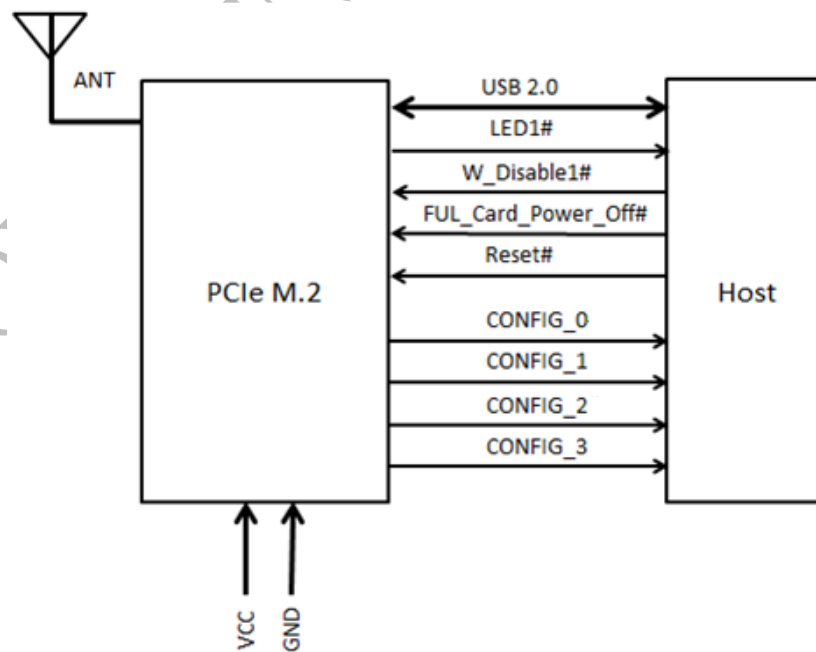 ANT
USB 2.0
LED1#
W_Disable1#
FUL_Card_Power_Off#
Reset#
PCIe M.2
Host
CONFIG_0
CONFIG_1
CONFIG_2
CONFIG_3
VCC
GND